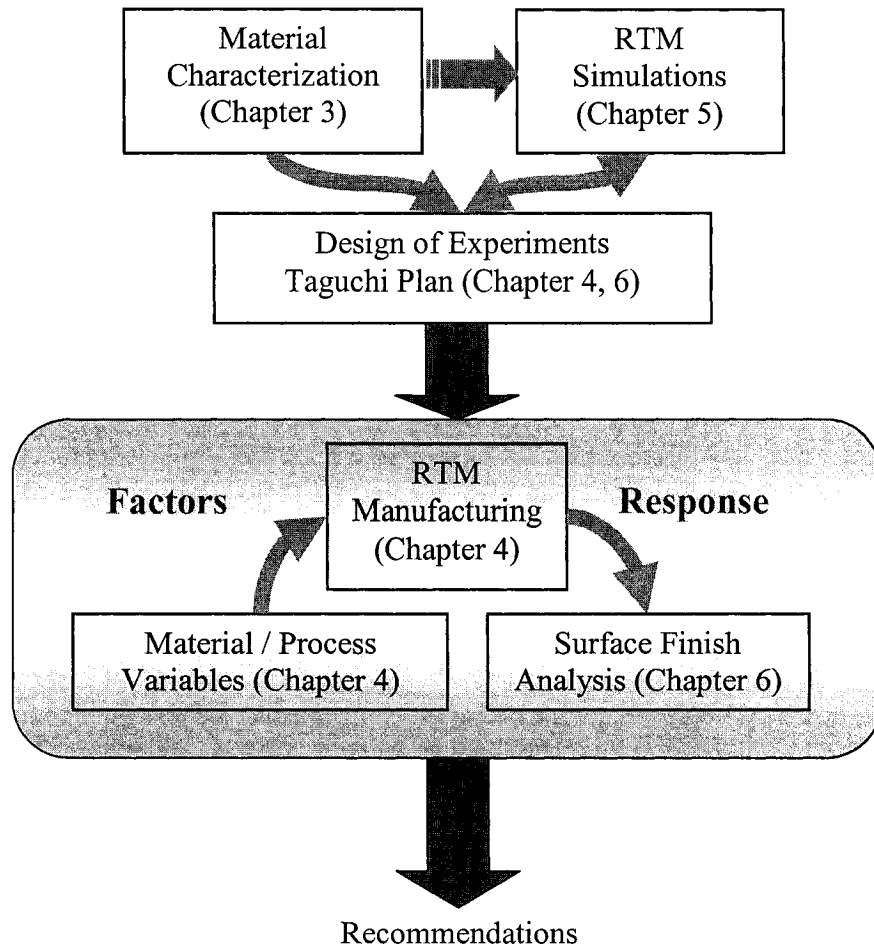 Material
Characterization
(Chapter 3)
RTM
Simulations
(Chapter 5)
Design of Experiments
Taguchi Plan (Chapter 4, 6)
Factors
RTM
Manufacturing
(Chapter 4)
Response
Material / Process
Variables (Chapter 4)
Surface Finish
Analysis (Chapter 6)
Recommendations